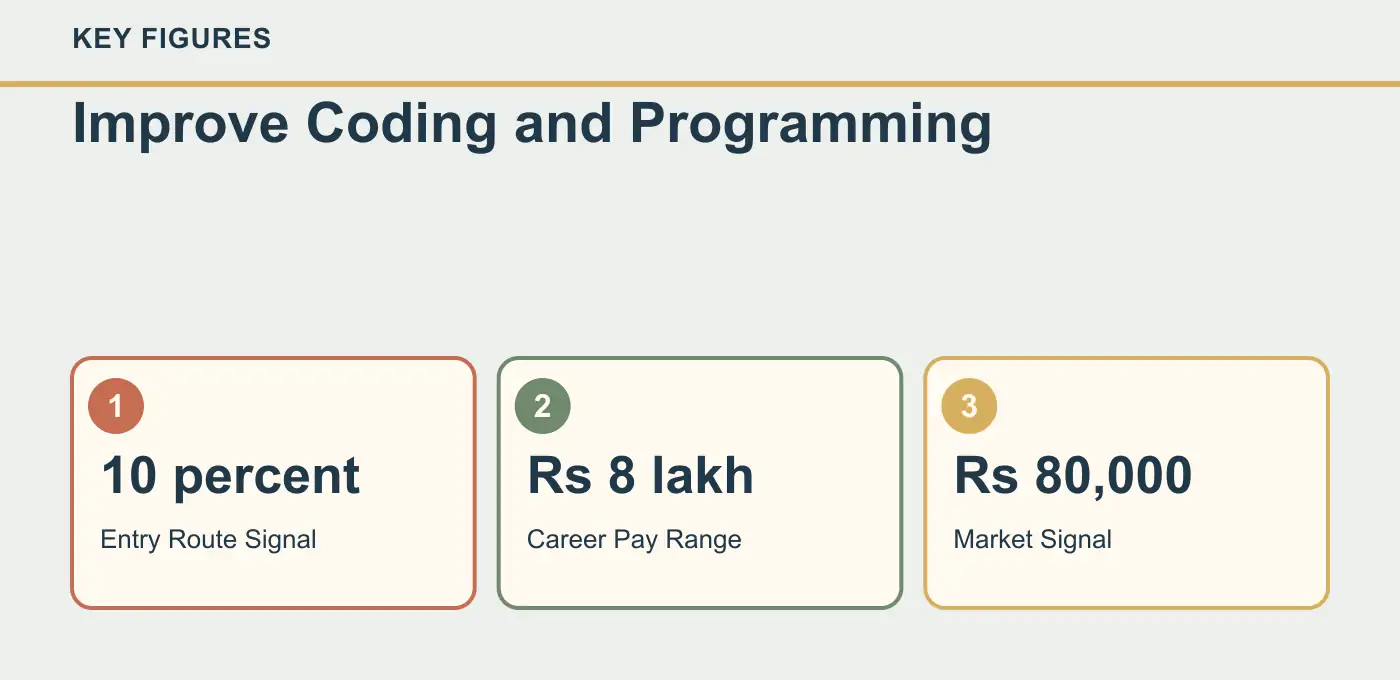 KEY FIGURES
Improve Coding and Programming
1
10 percent
Entry Route Signal
2
Rs 8 lakh
Career Pay Range
3
Rs 80,000
Market Signal